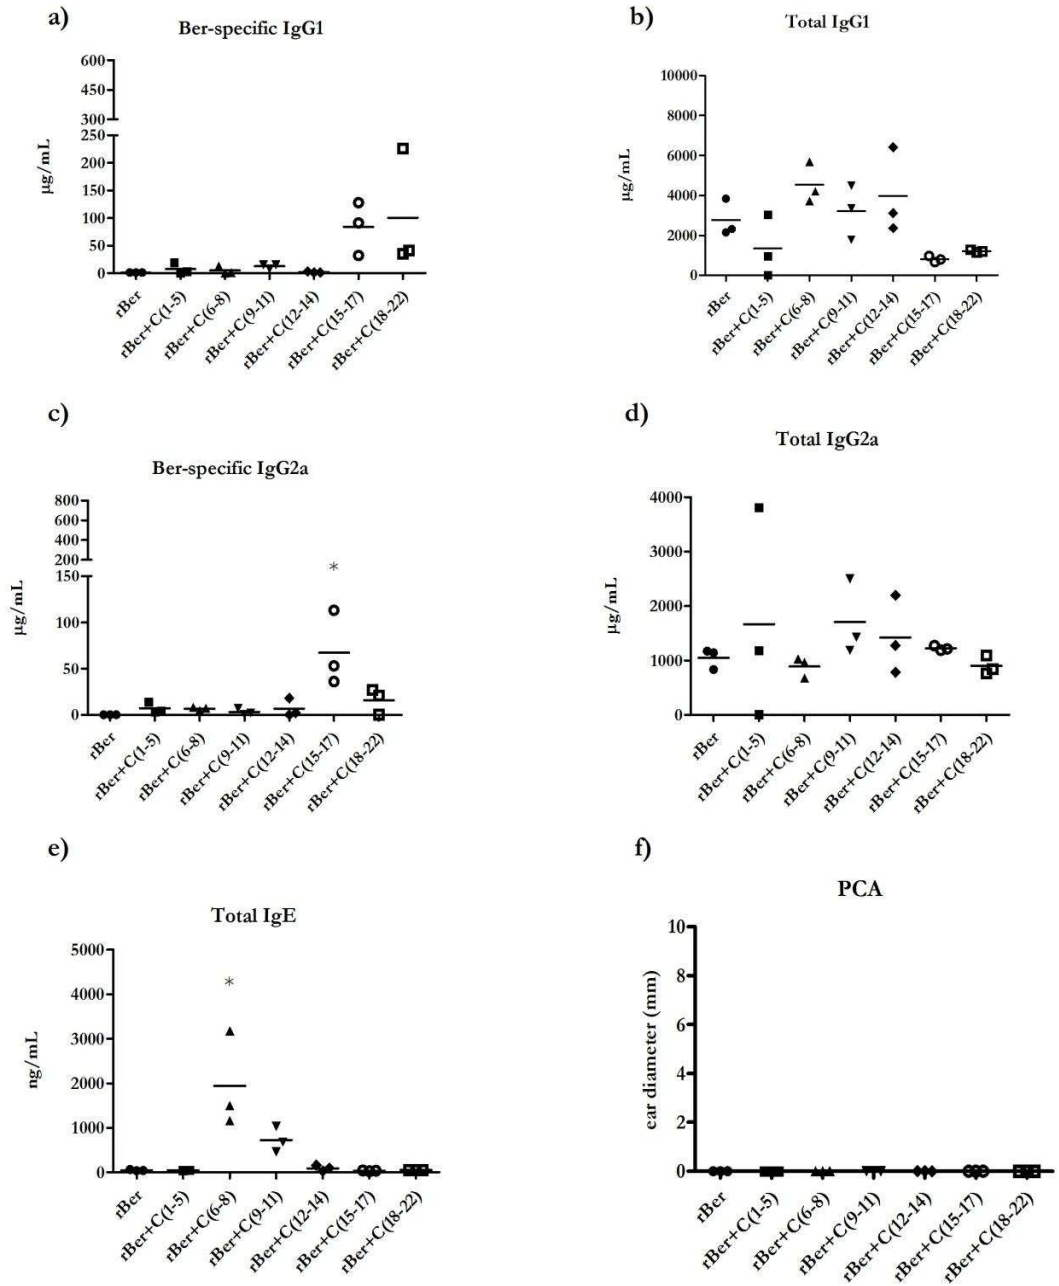 a)
Ber-specific IgG1
600
450
300
250
200
150
100
50
0
µg/mL
rBer
rBer+C(1-5)
rBer+C(6-8)
rBer+C(9-11)
rBer+C(12-14)
rBer+C(15-17)
rBer+C(18-22)
b)
Total IgG1
10000
8000
6000
4000
2000
0
µg/mL
rBer
rBer+C(1-5)
rBer+C(6-8)
rBer+C(9-11)
rBer+C(12-14)
rBer+C(15-17)
rBer+C(18-22)
c)
Ber-specific IgG2a
800
600
400
200
150
100
50
0
µg/mL
*
rBer
rBer+C(1-5)
rBer+C(6-8)
rBer+C(9-11)
rBer+C(12-14)
rBer+C(15-17)
rBer+C(18-22)
d)
Total IgG2a
4000
3000
2000
1000
0
µg/mL
rBer
rBer+C(1-5)
rBer+C(6-8)
rBer+C(9-11)
rBer+C(12-14)
rBer+C(15-17)
rBer+C(18-22)
e)
Total IgE
5000
4000
3000
2000
1000
0
ng/mL
*
rBer
rBer+C(1-5)
rBer+C(6-8)
rBer+C(9-11)
rBer+C(12-14)
rBer+C(15-17)
rBer+C(18-22)
f)
PCA
10
8
6
4
2
0
ear diameter (mm)
rBer
rBer+C(1-5)
rBer+C(6-8)
rBer+C(9-11)
rBer+C(12-14)
rBer+C(15-17)
rBer+C(18-22)